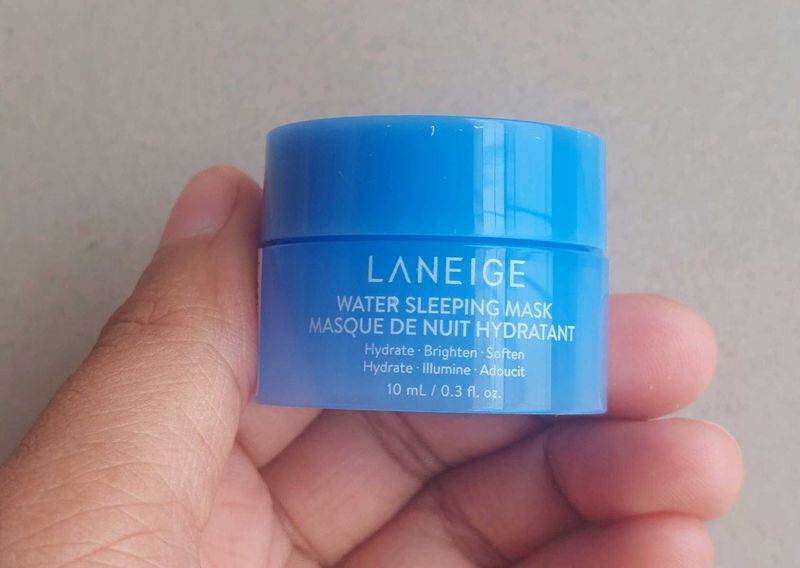 LANEIGE
WATER SLEEPING MASK
MASQUE DE NUIT HYDRATANT
Hydrate · Brighten · Soften
Hydrate · Illumine · Adoucit
10 mL / 0.3 fl. oz.